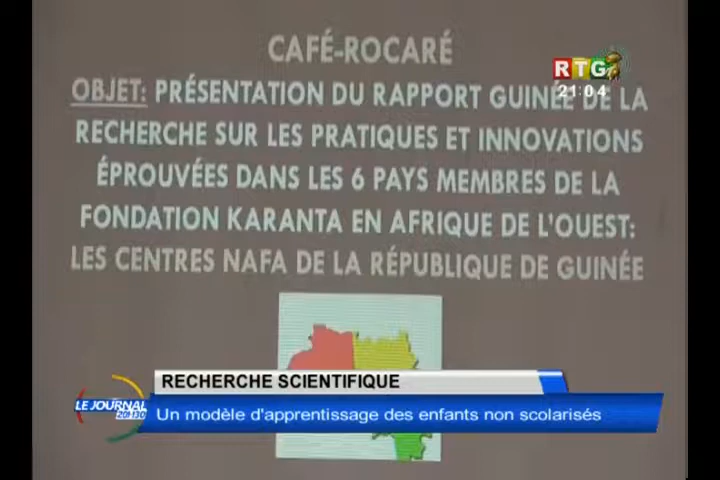 CAFÉ-ROCARÉ
RTG
OBJET: PRÉSENTATION DU RAPPORT GUINÉE DE LA
21:04
RECHERCHE SUR LES PRATIQUES ET INNOVATIONS
ÉPROUVÉES DANS LES 6 PAYS MEMBRES DE LA
FONDATION KARANTA EN AFRIQUE DE L'OUEST:
LES CENTRES NAFA DE LA RÉPUBLIQUE DE GUINÉE
RECHERCHE SCIENTIFIQUE
LE JOURNAL
20H30
Un modèle d'apprentissage des enfants non scolarisés